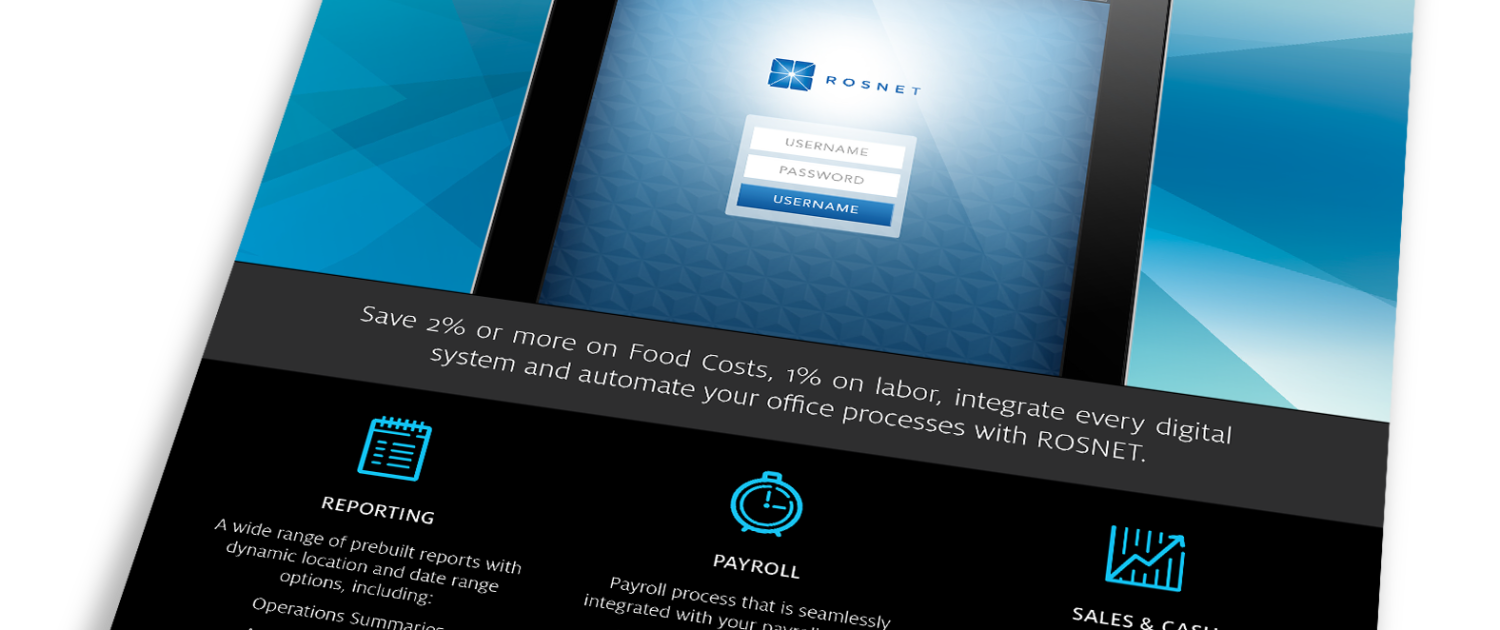 ROSNET
USERNAME
PASSWORD
USERNAME
Save 2% or more on Food Costs, 1% on labor, integrate every digital
system and automate your office processes with ROSNET.
REPORTING
A wide range of prebuilt reports with
dynamic location and date range
options, including:
Operations Summaries
PAYROLL
Payroll process that is seamlessly
integrated with your
SALES &